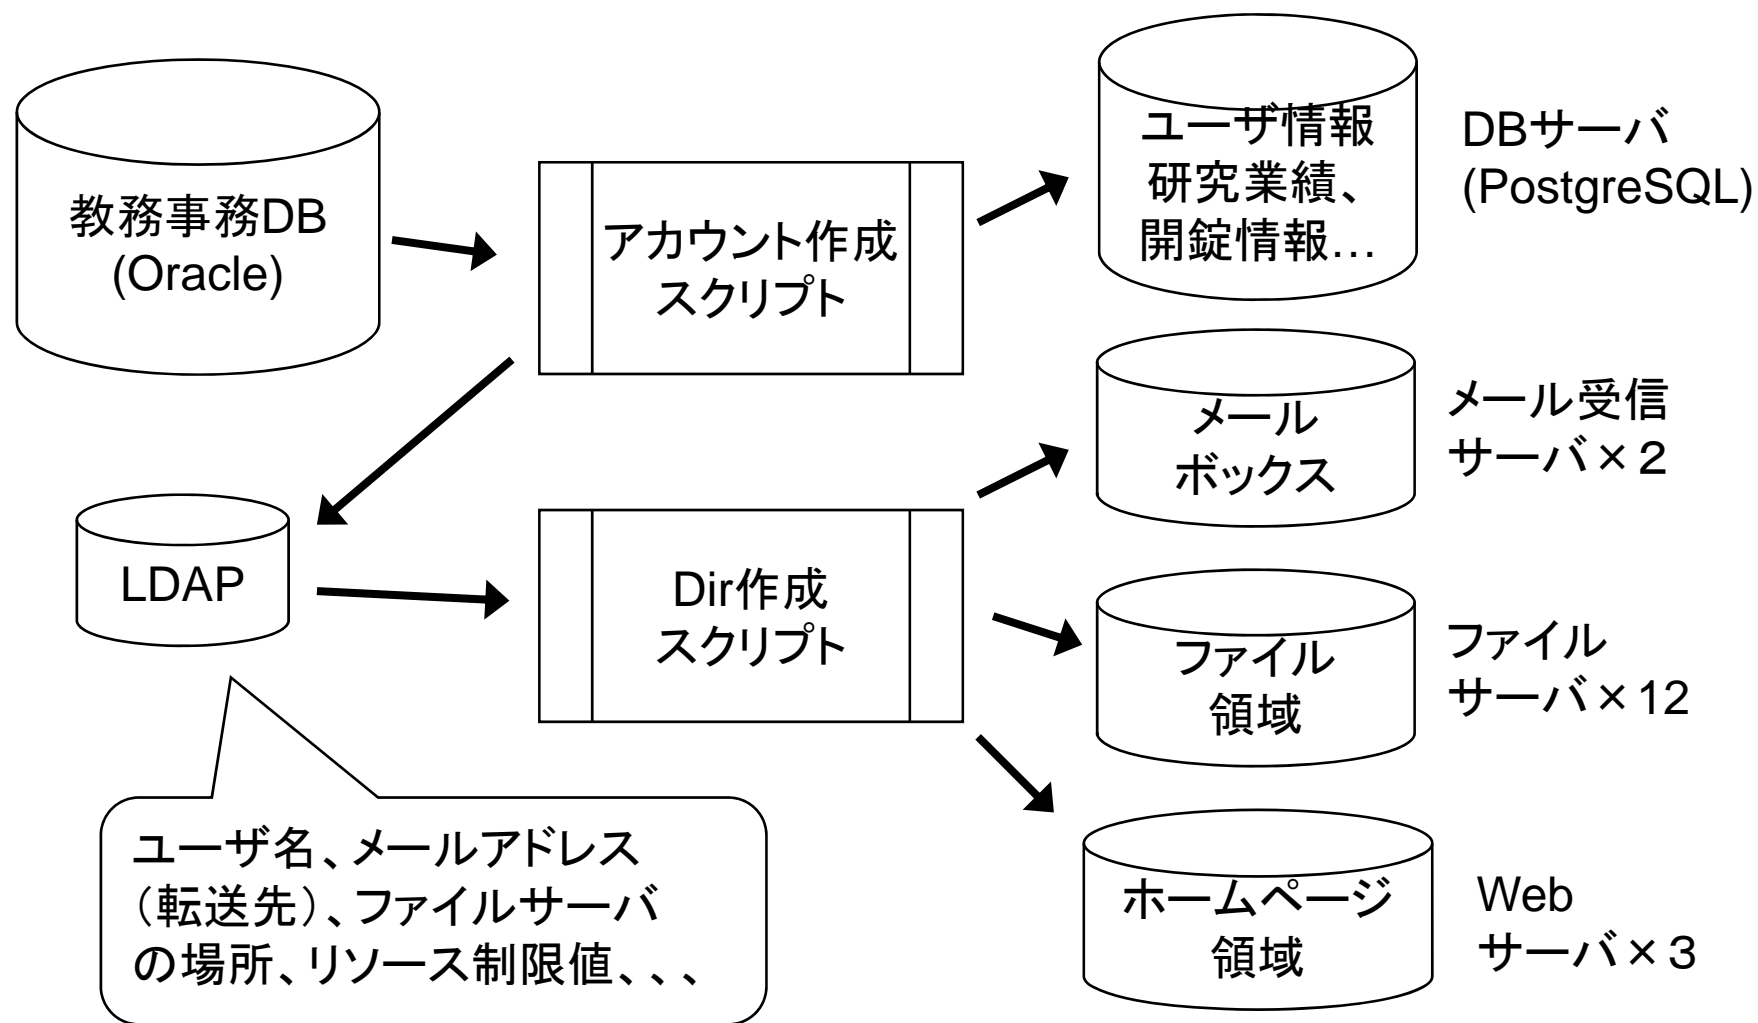 教務事務DB
(Oracle)
アカウント作成
スクリプト
ユーザ情報
研究業績、
開錠情報…
DBサーバ
(PostgreSQL)
メール
ボックス
メール受信
サーバ×２
LDAP
Dir作成
スクリプト
ファイル
領域
ファイル
サーバ×12
ユーザ名、メールアドレス
（転送先）、ファイルサーバ
の場所、リソース制限値、、、
ホームページ
領域
Web
サーバ×３